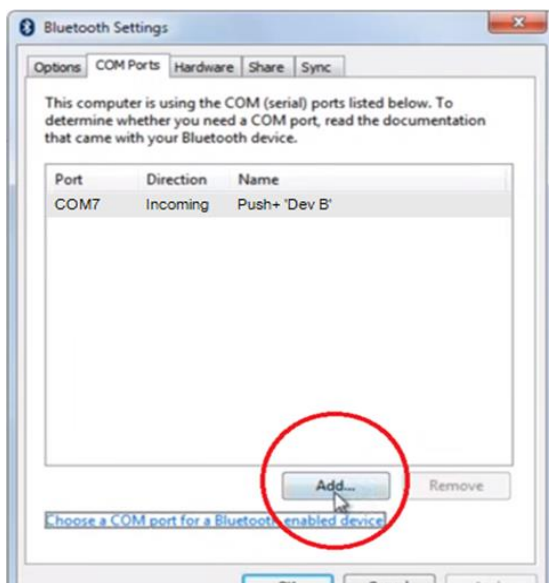 Bluetooth Settings
Options COM Ports Hardware Share Sync
This computer is using the COM (serial) ports listed below. To
determine whether you need a COM port, read the documentation
that came with your Bluetooth device.
Port Direction Name
COM7 Incoming Push+ 'Dev B'
Add... Remove
Choose a COM port for a Bluetooth enabled device